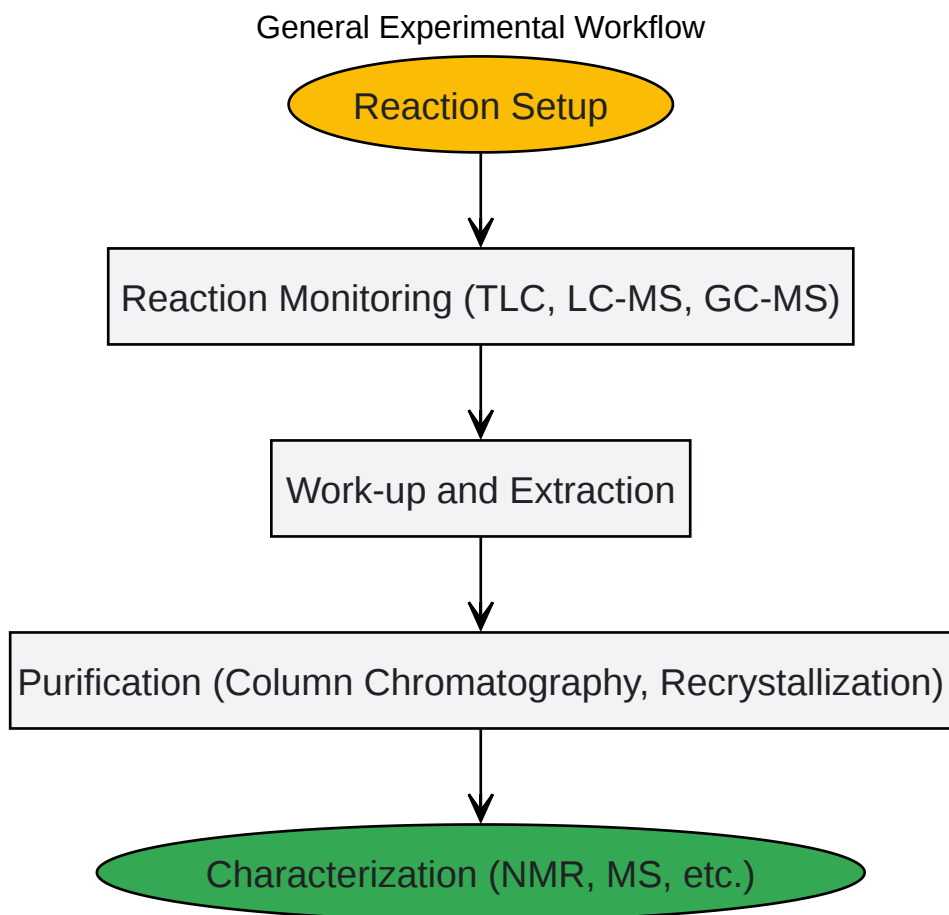 General Experimental Workflow
Reaction Setup
Reaction Monitoring (TLC, LC-MS, GC-MS)
Work-up and Extraction
Purification (Column Chromatography, Recrystallization)
Characterization (NMR, MS, etc.)